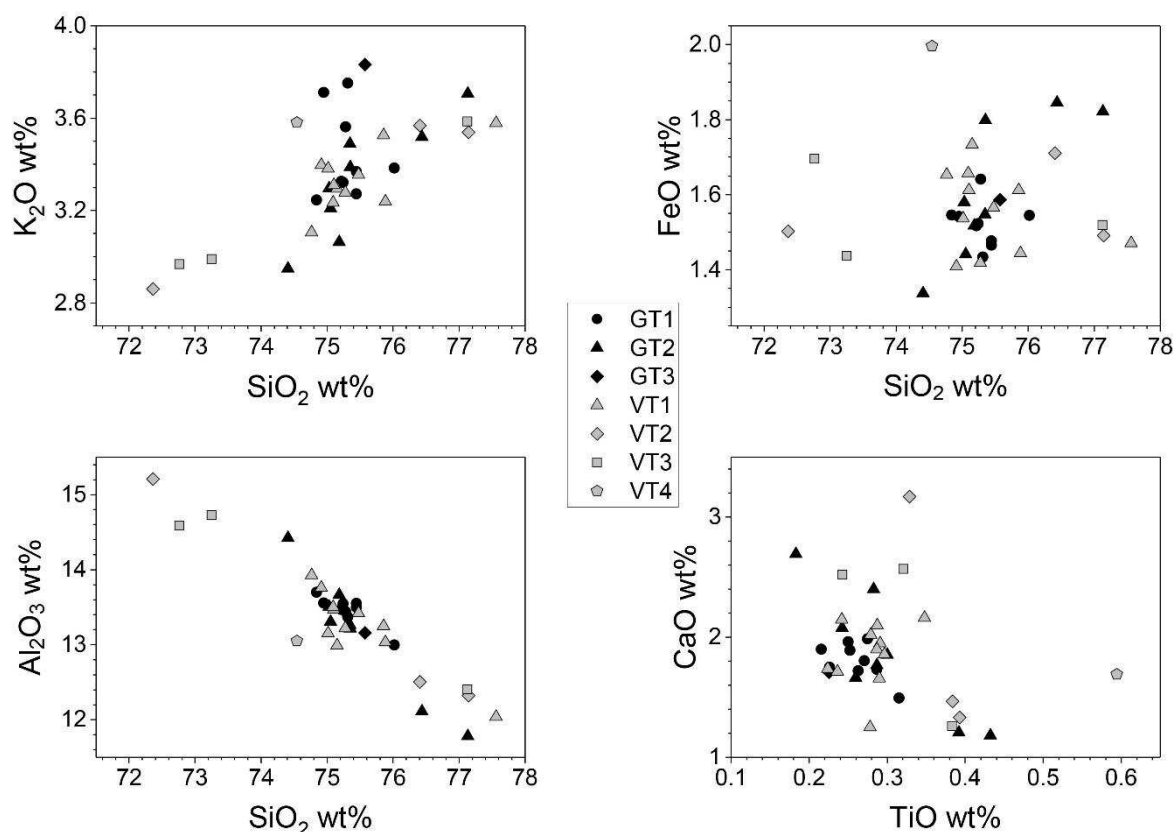 4.0
3.6
3.2
2.8
K₂O wt%
72 73 74 75 76 77 78
SiO₂ wt%
2.0
1.8
1.6
1.4
FeO wt%
72 73 74 75 76 77 78
SiO₂ wt%
GT1
GT2
GT3
VT1
VT2
VT3
VT4
15
14
13
12
Al₂O₃ wt%
72 73 74 75 76 77 78
SiO₂ wt%
3
2
1
CaO wt%
0.1 0.2 0.3 0.4 0.5 0.6
TiO wt%